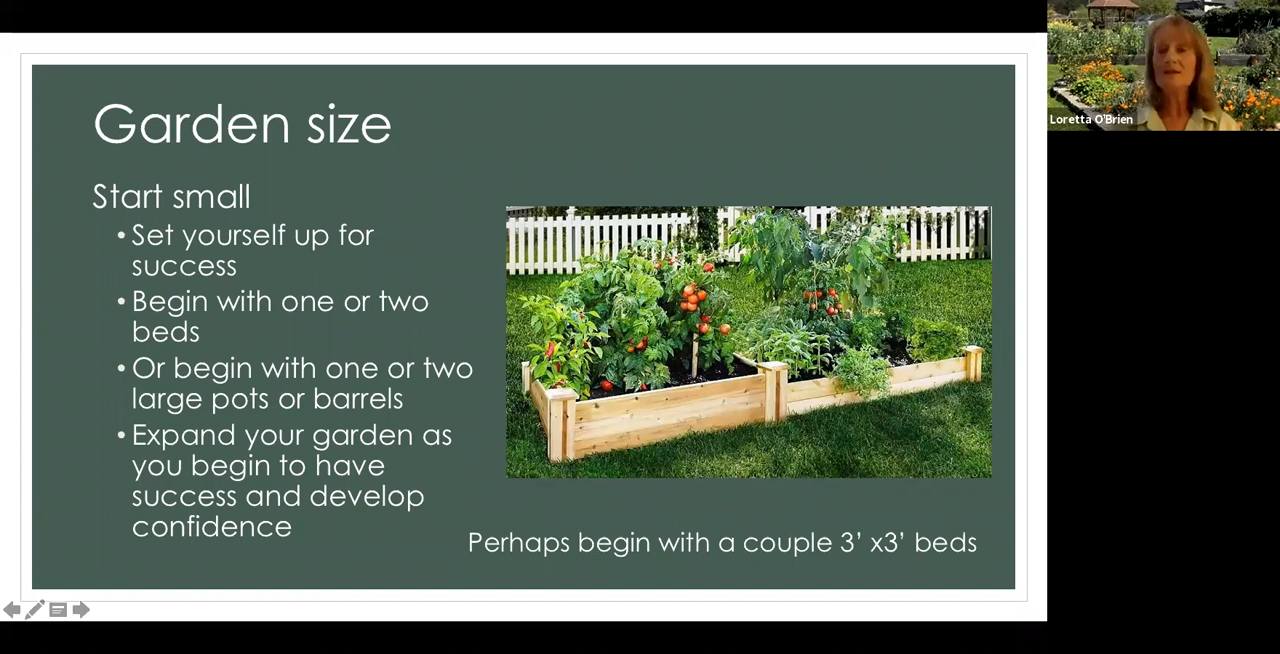 Garden size
Start small
• Set yourself up for
success
• Begin with one or two
beds
• Or begin with one or two
large pots or barrels
• Expand your garden as
you begin to have
success and develop
confidence
Perhaps begin with a couple 3’ x3’ beds
Loretta O'Brien